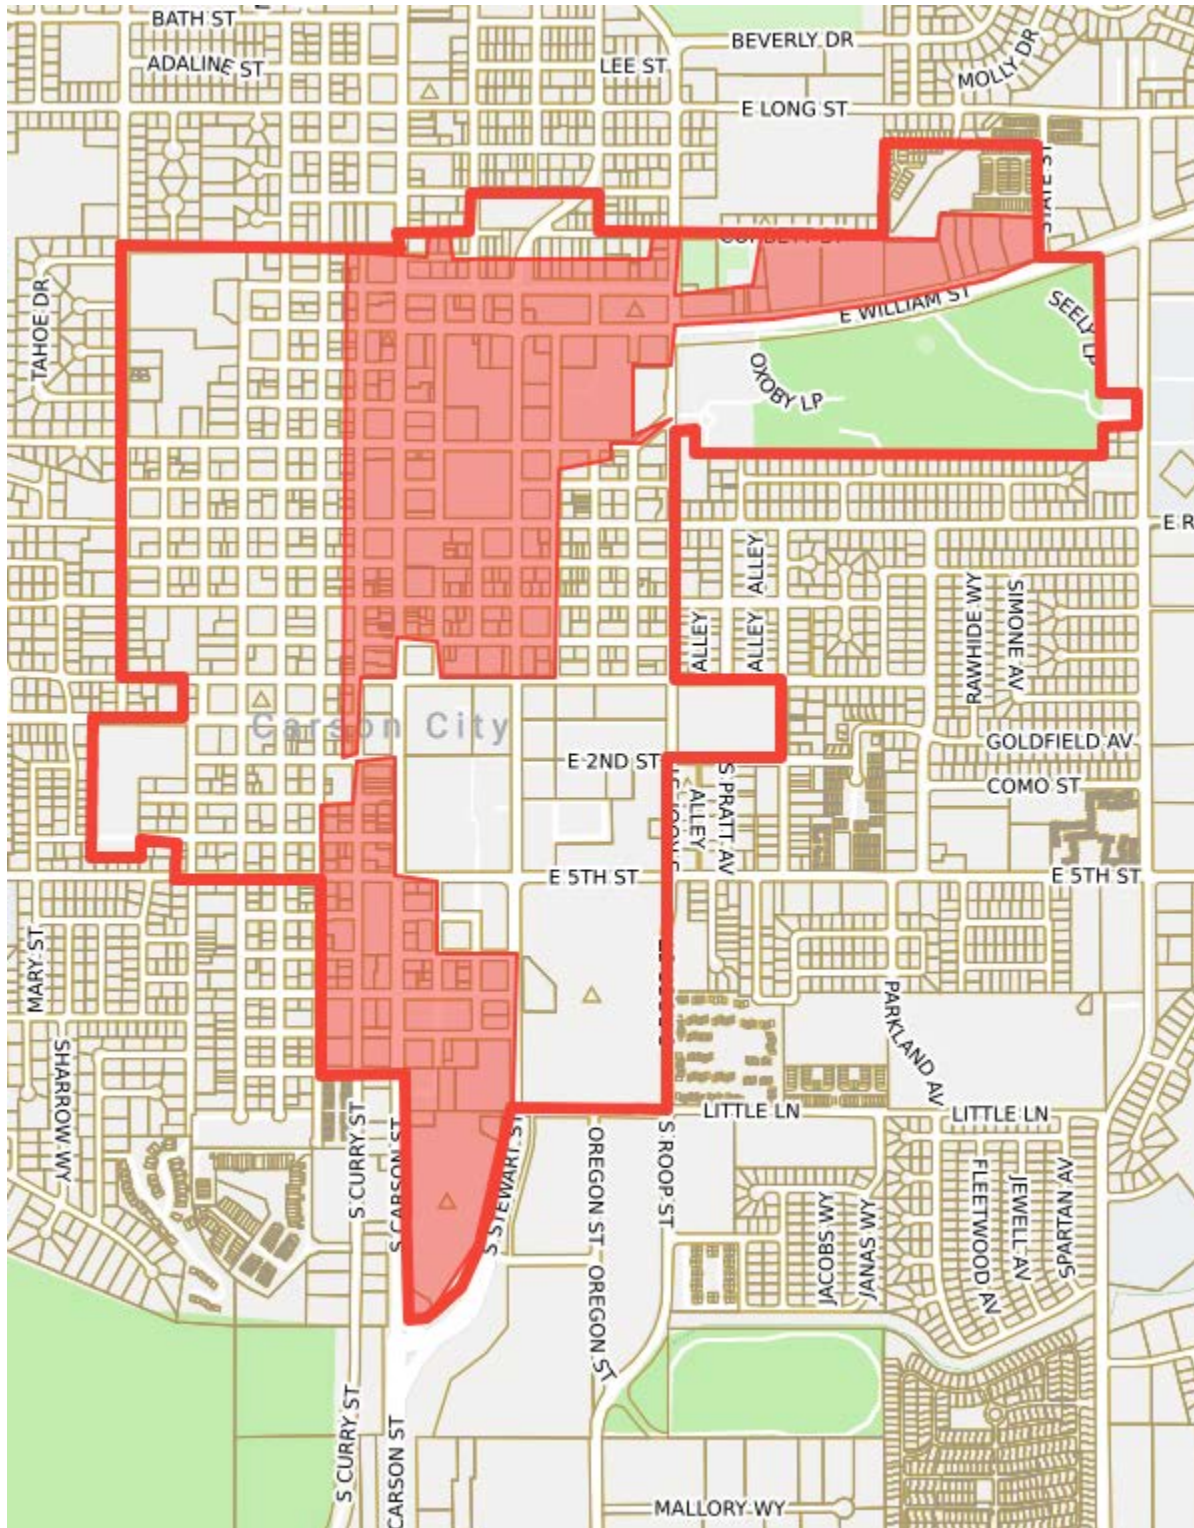 BATH ST
ADALINE ST
LEE ST
BEVERLY DR
MOLLY DR
E LONG ST
TAHOE DR
E WILLIAM ST
SEELY LP
OXOBY LP
E R
ALLEY
ALLEY
ALLEY
ALLEY
RAWHIDE WY
SIMONE AV
Carson City
E 2ND ST
GOLDFIELD AV
COMO ST
S PRATT AV
ALLEY
E 5TH ST
E 5TH ST
MARY ST
PARKLAND AV
SHARROW WY
LITTLE LN
LITTLE LN
S CURRY ST
S CARSON ST
S STEWART ST
OREGON ST
S ROOP ST
JACOBS WY
JANAS WY
FLEETWOOD AV
JEWELL AV
SPARTAN AV
OREGON ST
S CURRY ST
CARSON ST
MALLORY WY